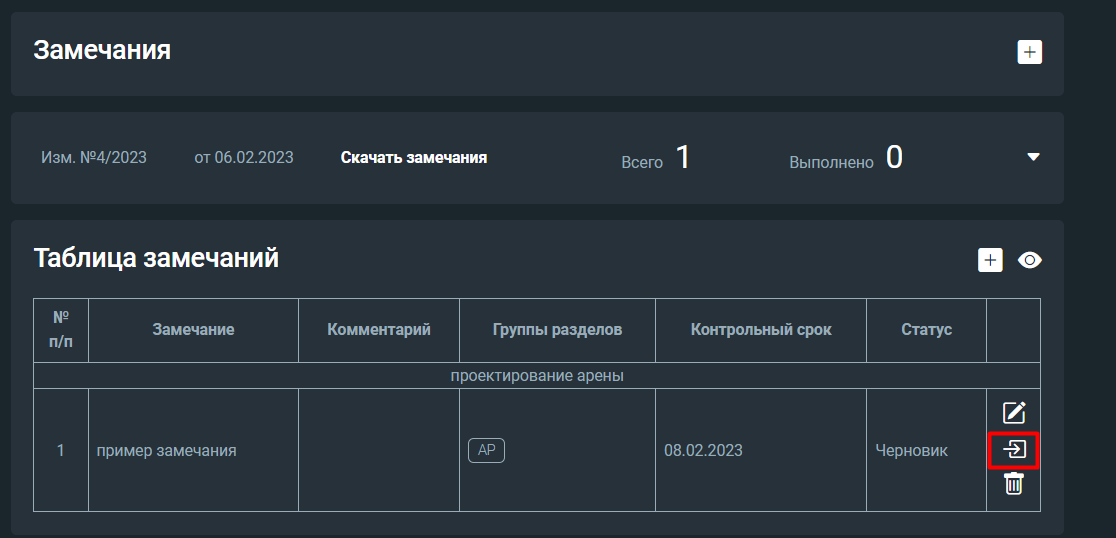 Замечания
Изм. №4/2023 от 06.02.2023 Скачать замечания Всего 1 Выполнено 0
Таблица замечаний
№ п/п Замечание Комментарий Группы разделов Контрольный срок Статус
проектирование арены
1 пример замечания АР 08.02.2023 Черновик